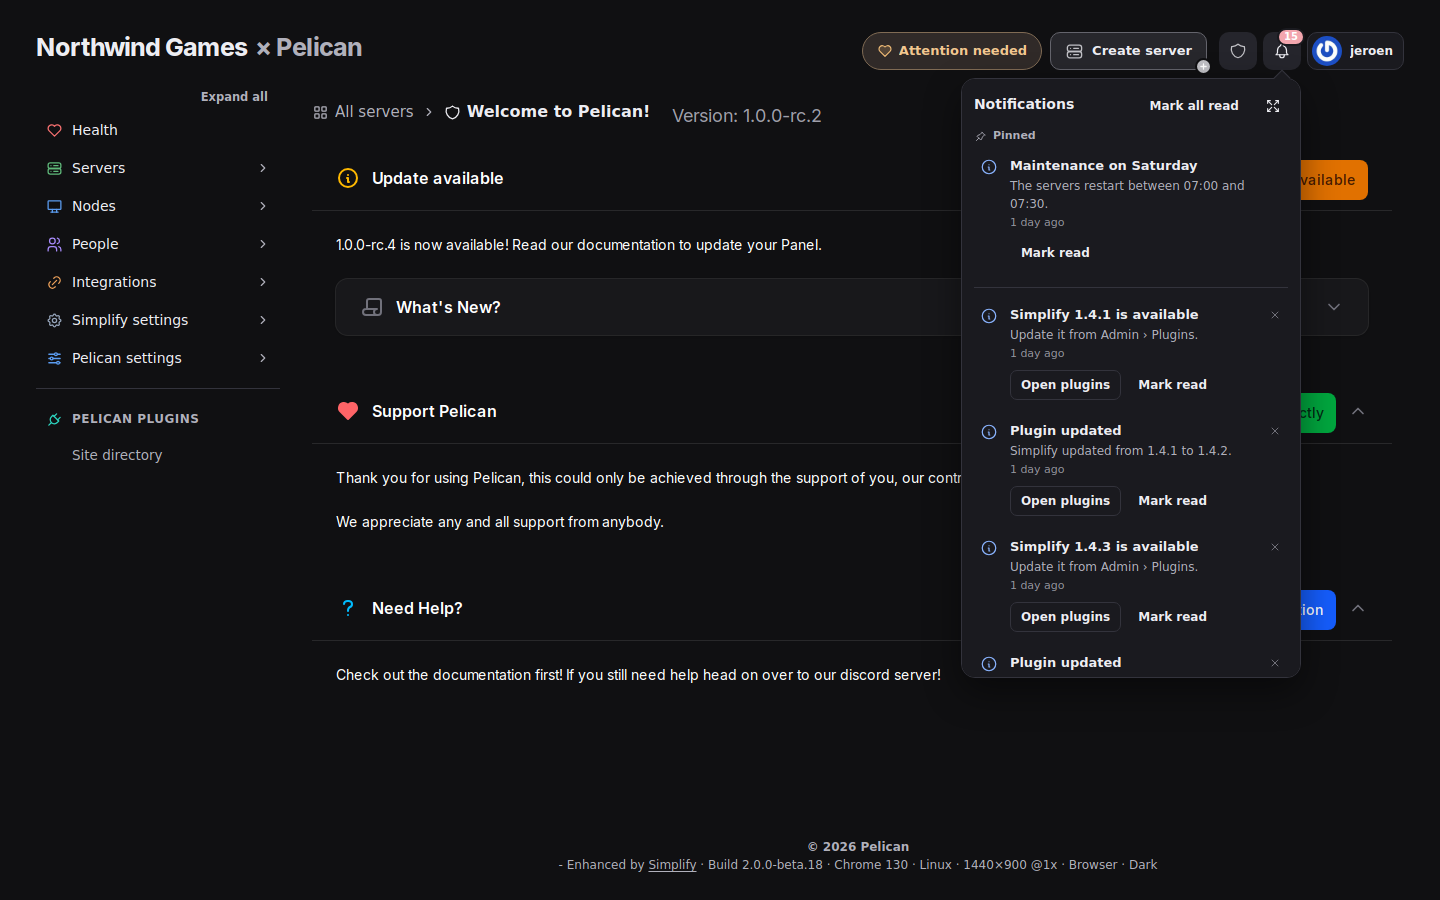 Northwind Games × Pelican
Attention needed
Create server
15
jeroen
Expand all
Health
Servers
Nodes
People
Integrations
Simplify settings
Pelican settings
PELICAN PLUGINS
Site directory
All servers
Welcome to Pelican!
Version: 1.0.0-rc.2
Update available
vailable
1.0.0-rc.4 is now available! Read our documentation to update your Panel.
What's New?
Support Pelican
ctly
Thank you for using Pelican, this could only be achieved through the support of you, our contr
We appreciate any and all support from anybody.
Need Help?
tion
Check out the documentation first! If you still need help head on over to our discord server!
Notifications
Mark all read
Pinned
Maintenance on Saturday
The servers restart between 07:00 and
07:30.
1 day ago
Mark read
Simplify 1.4.1 is available
Update it from Admin › Plugins.
1 day ago
Open plugins
Mark read
Plugin updated
Simplify updated from 1.4.1 to 1.4.2.
1 day ago
Open plugins
Mark read
Simplify 1.4.3 is available
Update it from Admin › Plugins.
1 day ago
Open plugins
Mark read
Plugin updated
© 2026 Pelican
- Enhanced by Simplify · Build 2.0.0-beta.18 · Chrome 130 · Linux · 1440×900 @1x · Browser · Dark